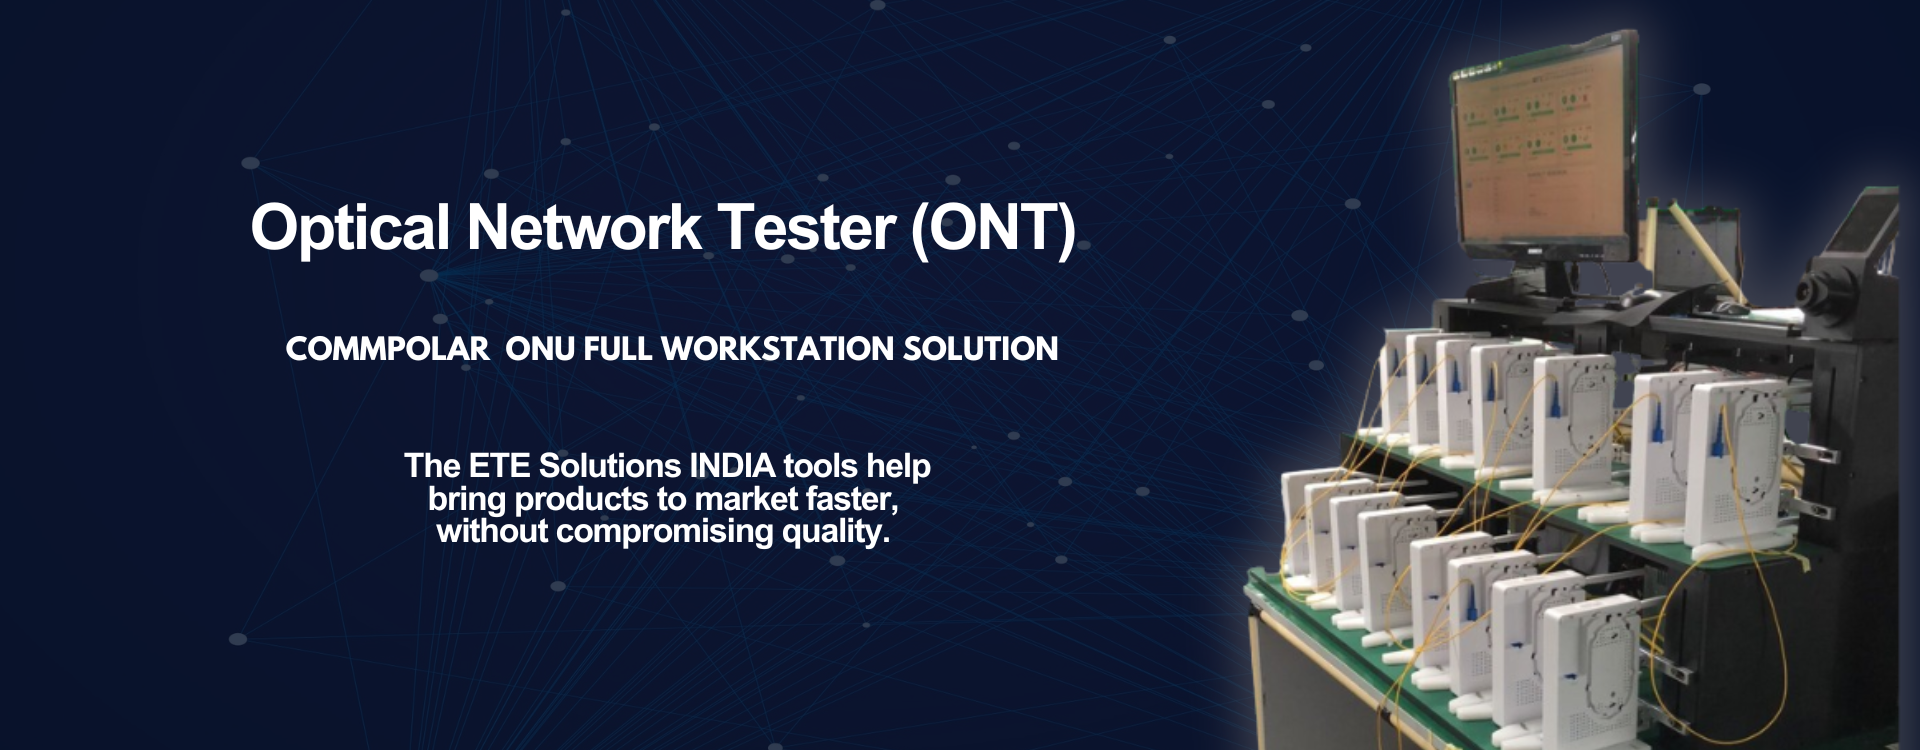 Optical Network Tester (ONT)
COMMPOLAR ONU FULL WORKSTATION SOLUTION
The ETE Solutions INDIA tools help
bring products to market faster,
without compromising quality.